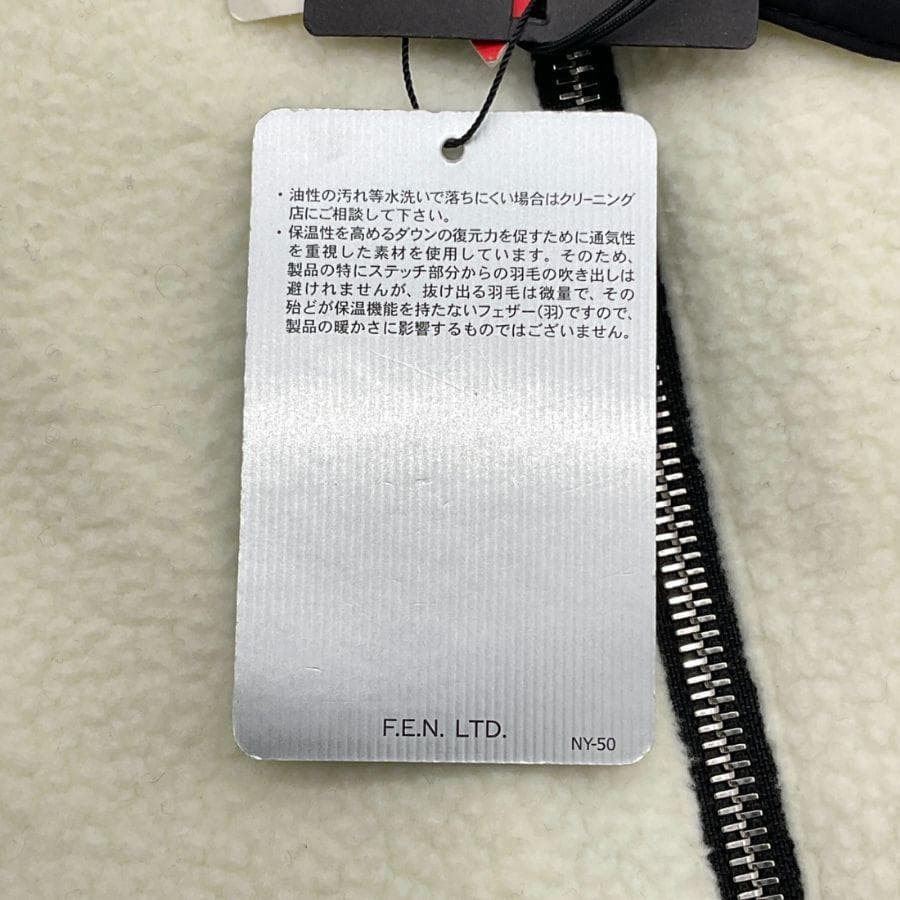 ・油性の汚れ等水洗いで落ちにくい場合はクリーニング
店にご相談して下さい。
・保温性を高めるダウンの復元力を促すために通気性
を重視した素材を使用しています。そのため、
製品の特にステッチ部分からの羽毛の吹き出しは
避けれませんが、抜け出る羽毛は微量で、その
殆どが保温機能を持たないフェザー(羽)ですので、
製品の暖かさに影響するものではございません。
F.E.N. LTD.
NY-50